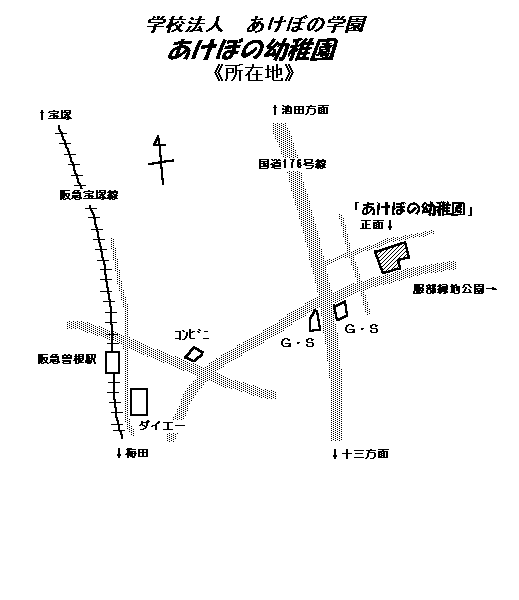 学校法人　あけぼの学園
あけぼの幼稚園
《所在地》
↑宝塚
↑池田方面
国道176号線
阪急宝塚線
「あけぼの幼稚園」
正面↓
服部緑地公園→
G・S
G・S
コンビニ
阪急曽根駅
ダイエー
↓梅田
↓十三方面